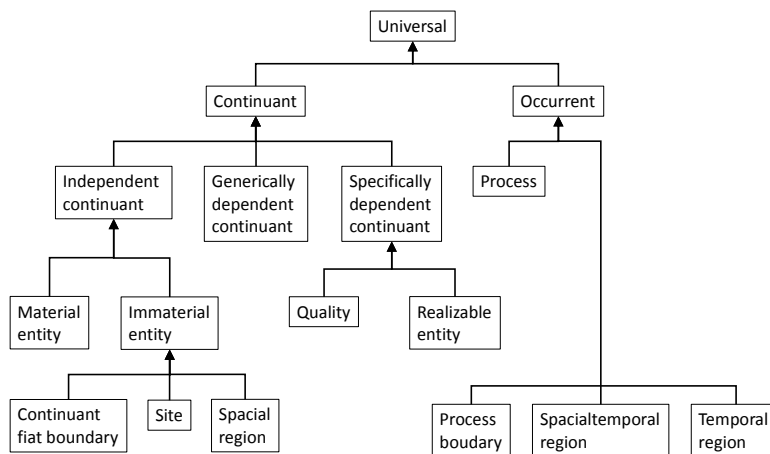 Universal
Continuant
Occurrent
Independent
continuant
Generically
dependent
continuant
Specifically
dependent
continuant
Process
Material
entity
Immaterial
entity
Quality
Realizable
entity
Continuant
fiat boundary
Site
Spacial
region
Process
boudary
Spacialtemporal
region
Temporal
region